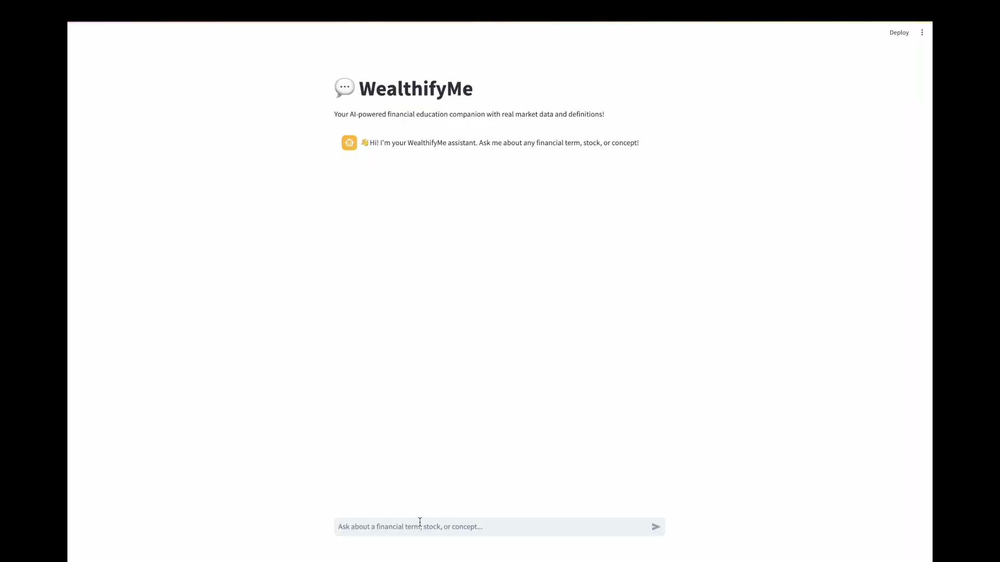 Deploy
💬 WealthifyMe
Your AI-powered financial education companion with real market data and definitions!
👋 Hi! I'm your WealthifyMe assistant. Ask me about any financial term, stock, or concept!
Ask about a financial term, stock, or concept...